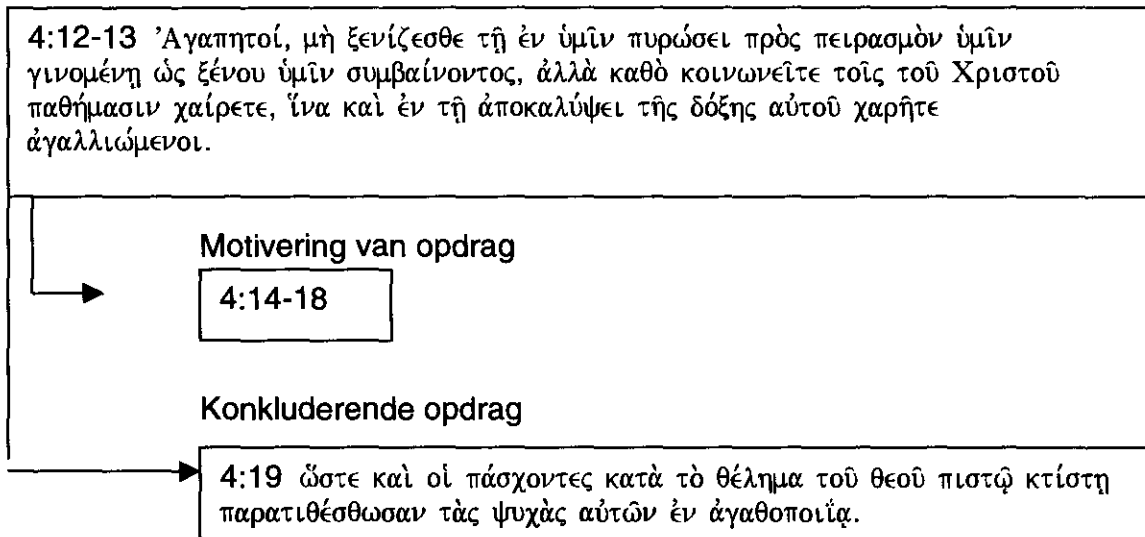 4:12-13 Ἀγαπητοί, μὴ ξενίζεσθε τῇ ἐν ὑμῖν πυρώσει πρὸς πειρασμὸν ὑμῖν
γινομένῃ ὡς ξένου ὑμῖν συμβαίνοντος, ἀλλὰ καθὸ κοινωνεῖτε τοῖς τοῦ Χριστοῦ
παθήμασιν χαίρετε, ἵνα καὶ ἐν τῇ ἀποκαλύψει τῆς δόξης αὐτοῦ χαρῆτε
ἀγαλλιώμενοι.
Motivering van opdrag
4:14-18
Konkluderende opdrag
4:19 ὥστε καὶ οἱ πάσχοντες κατὰ τὸ θέλημα τοῦ θεοῦ πιστῷ κτίστῃ
παρατιθέσθωσαν τὰς ψυχὰς αὐτῶν ἐν ἀγαθοποιΐᾳ.